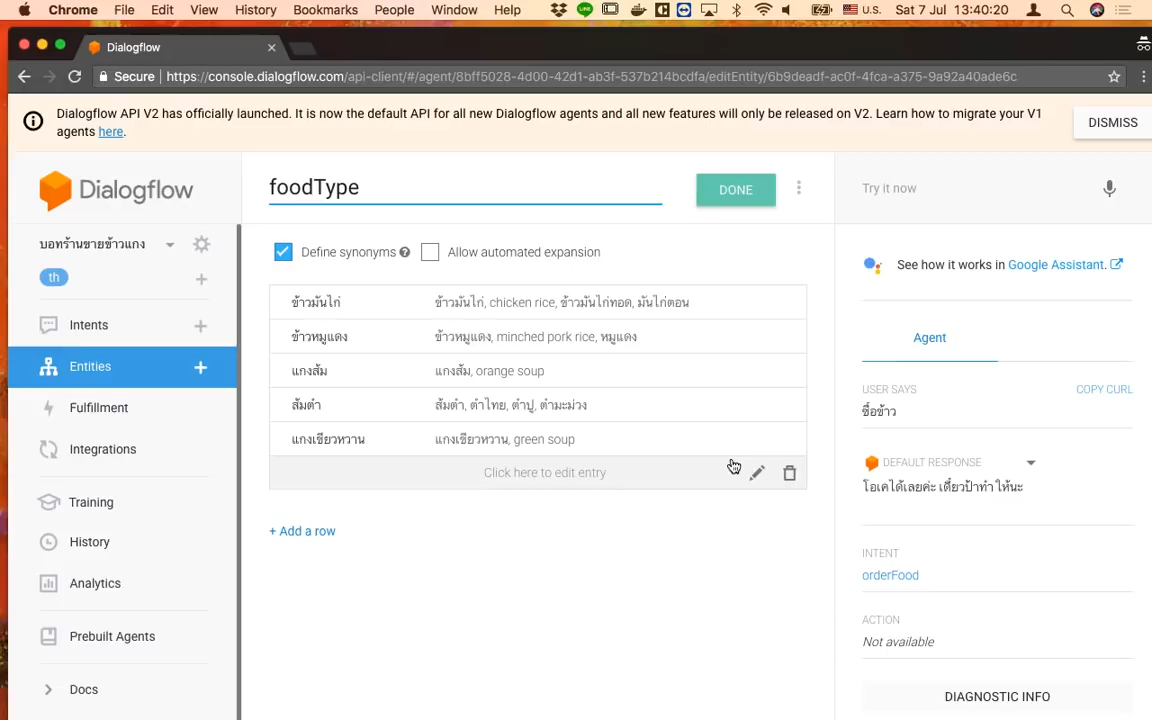 Chrome File Edit View History Bookmarks People Window Help U.S. Sat 7 Jul 13:40:20
Dialogflow
Secure https://console.dialogflow.com/api-client/#/agent/8bff5028-4d00-42d1-ab3f-537b214bcdfa/editEntity/6b9deadf-ac0f-4fca-a375-9a92a40ade6c
Dialogflow API V2 has officially launched. It is now the default API for all new Dialogflow agents and all new features will only be released on V2. Learn how to migrate your V1
agents here.
DISMISS
Dialogflow
บอทร้านขายข้าวแกง
th
Intents
Entities
Fulfillment
Integrations
Training
History
Analytics
Prebuilt Agents
Docs
foodType
DONE
Define synonyms Allow automated expansion
ข้าวมันไก่ ข้าวมันไก่, chicken rice, ข้าวมันไก่ทอด, มันไก่ตอน
ข้าวหมูแดง ข้าวหมูแดง, minched pork rice, หมูแดง
แกงส้ม แกงส้ม, orange soup
ส้มตำ ส้มตำ, ตำไทย, ตำปู, ตำมะม่วง
แกงเขียวหวาน แกงเขียวหวาน, green soup
Click here to edit entry
+ Add a row
Try it now
See how it works in Google Assistant.
Agent
USER SAYS COPY CURL
ซื้อข้าว
DEFAULT RESPONSE
โอเคได้เลยค่ะ เดี๋ยวป้าทำ ให้นะ
INTENT
orderFood
ACTION
Not available
DIAGNOSTIC INFO